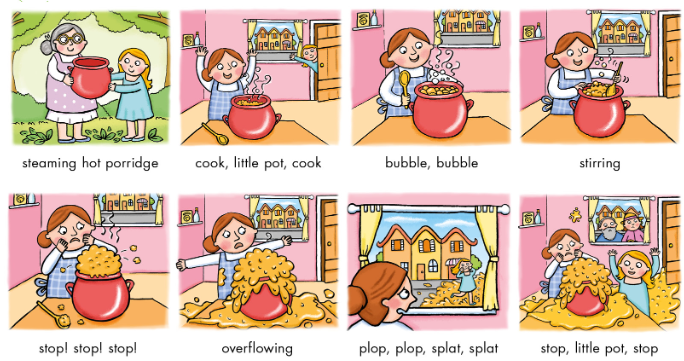 steaming hot porridge
cook, little pot, cook
bubble, bubble
stirring
stop! stop! stop!
overflowing
plop, plop, splat, splat
stop, little pot, stop